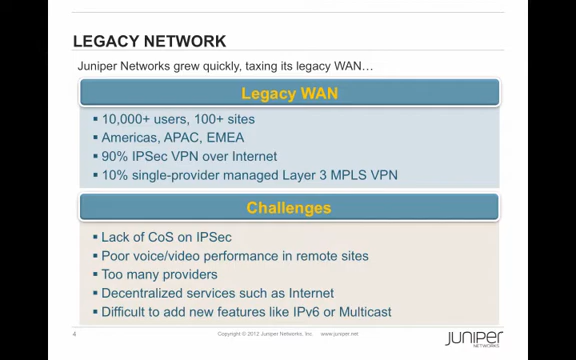 LEGACY NETWORK
Juniper Networks grew quickly, taxing its legacy WAN…
Legacy WAN
▪ 10,000+ users, 100+ sites
▪ Americas, APAC, EMEA
▪ 90% IPSec VPN over Internet
▪ 10% single-provider managed Layer 3 MPLS VPN
Challenges
▪ Lack of CoS on IPSec
▪ Poor voice/video performance in remote sites
▪ Too many providers
▪ Decentralized services such as Internet
▪ Difficult to add new features like IPv6 or Multicast
4 Copyright © 2012 Juniper Networks, Inc. www.juniper.net
JUNIPER
NETWORKS